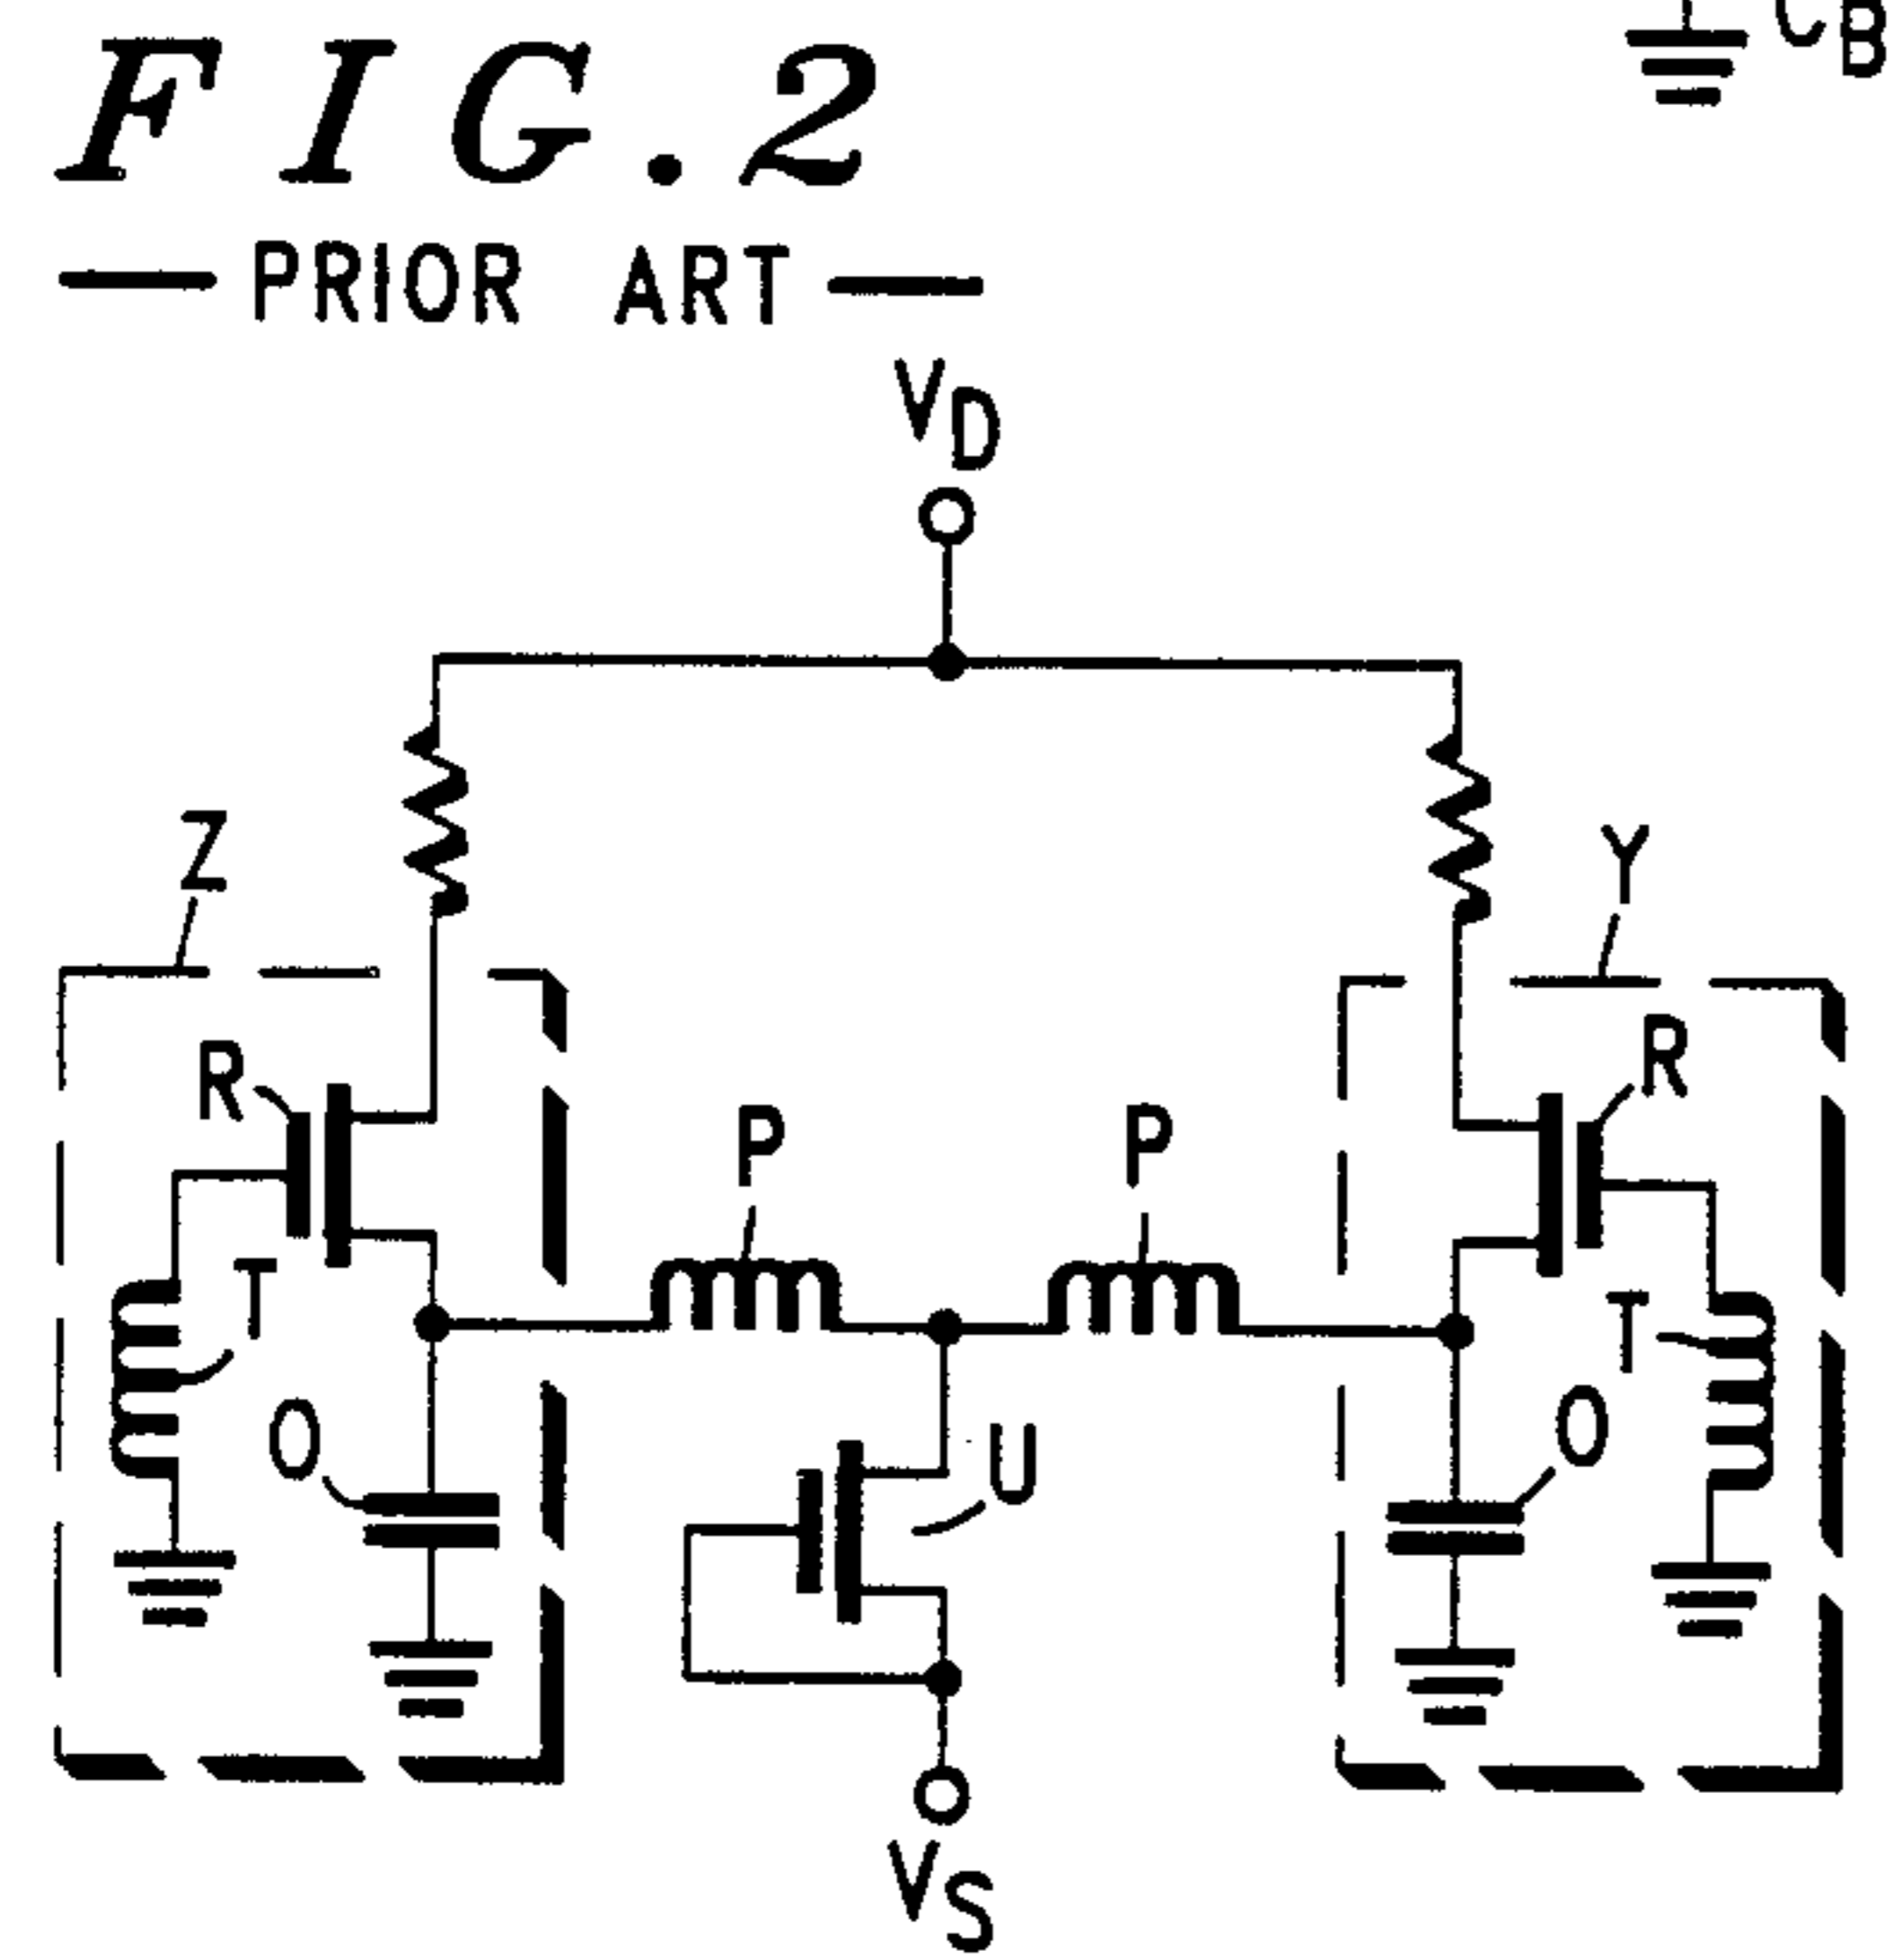 C_B
FIG.2
— PRIOR ART —
V_D
Z
Y
R
R
P
P
T
T
O
U
O
V_S